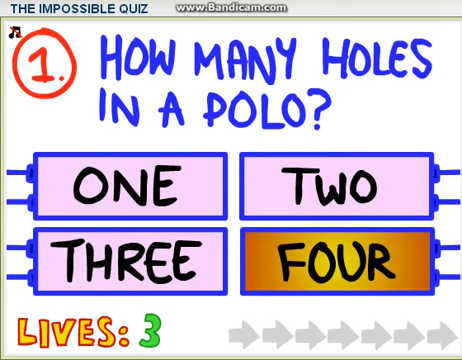 THE IMPOSSIBLE QUIZ
www.Bandicam.com
1. HOW MANY HOLES
IN A POLO?
ONE
TWO
THREE
FOUR
LIVES: 3